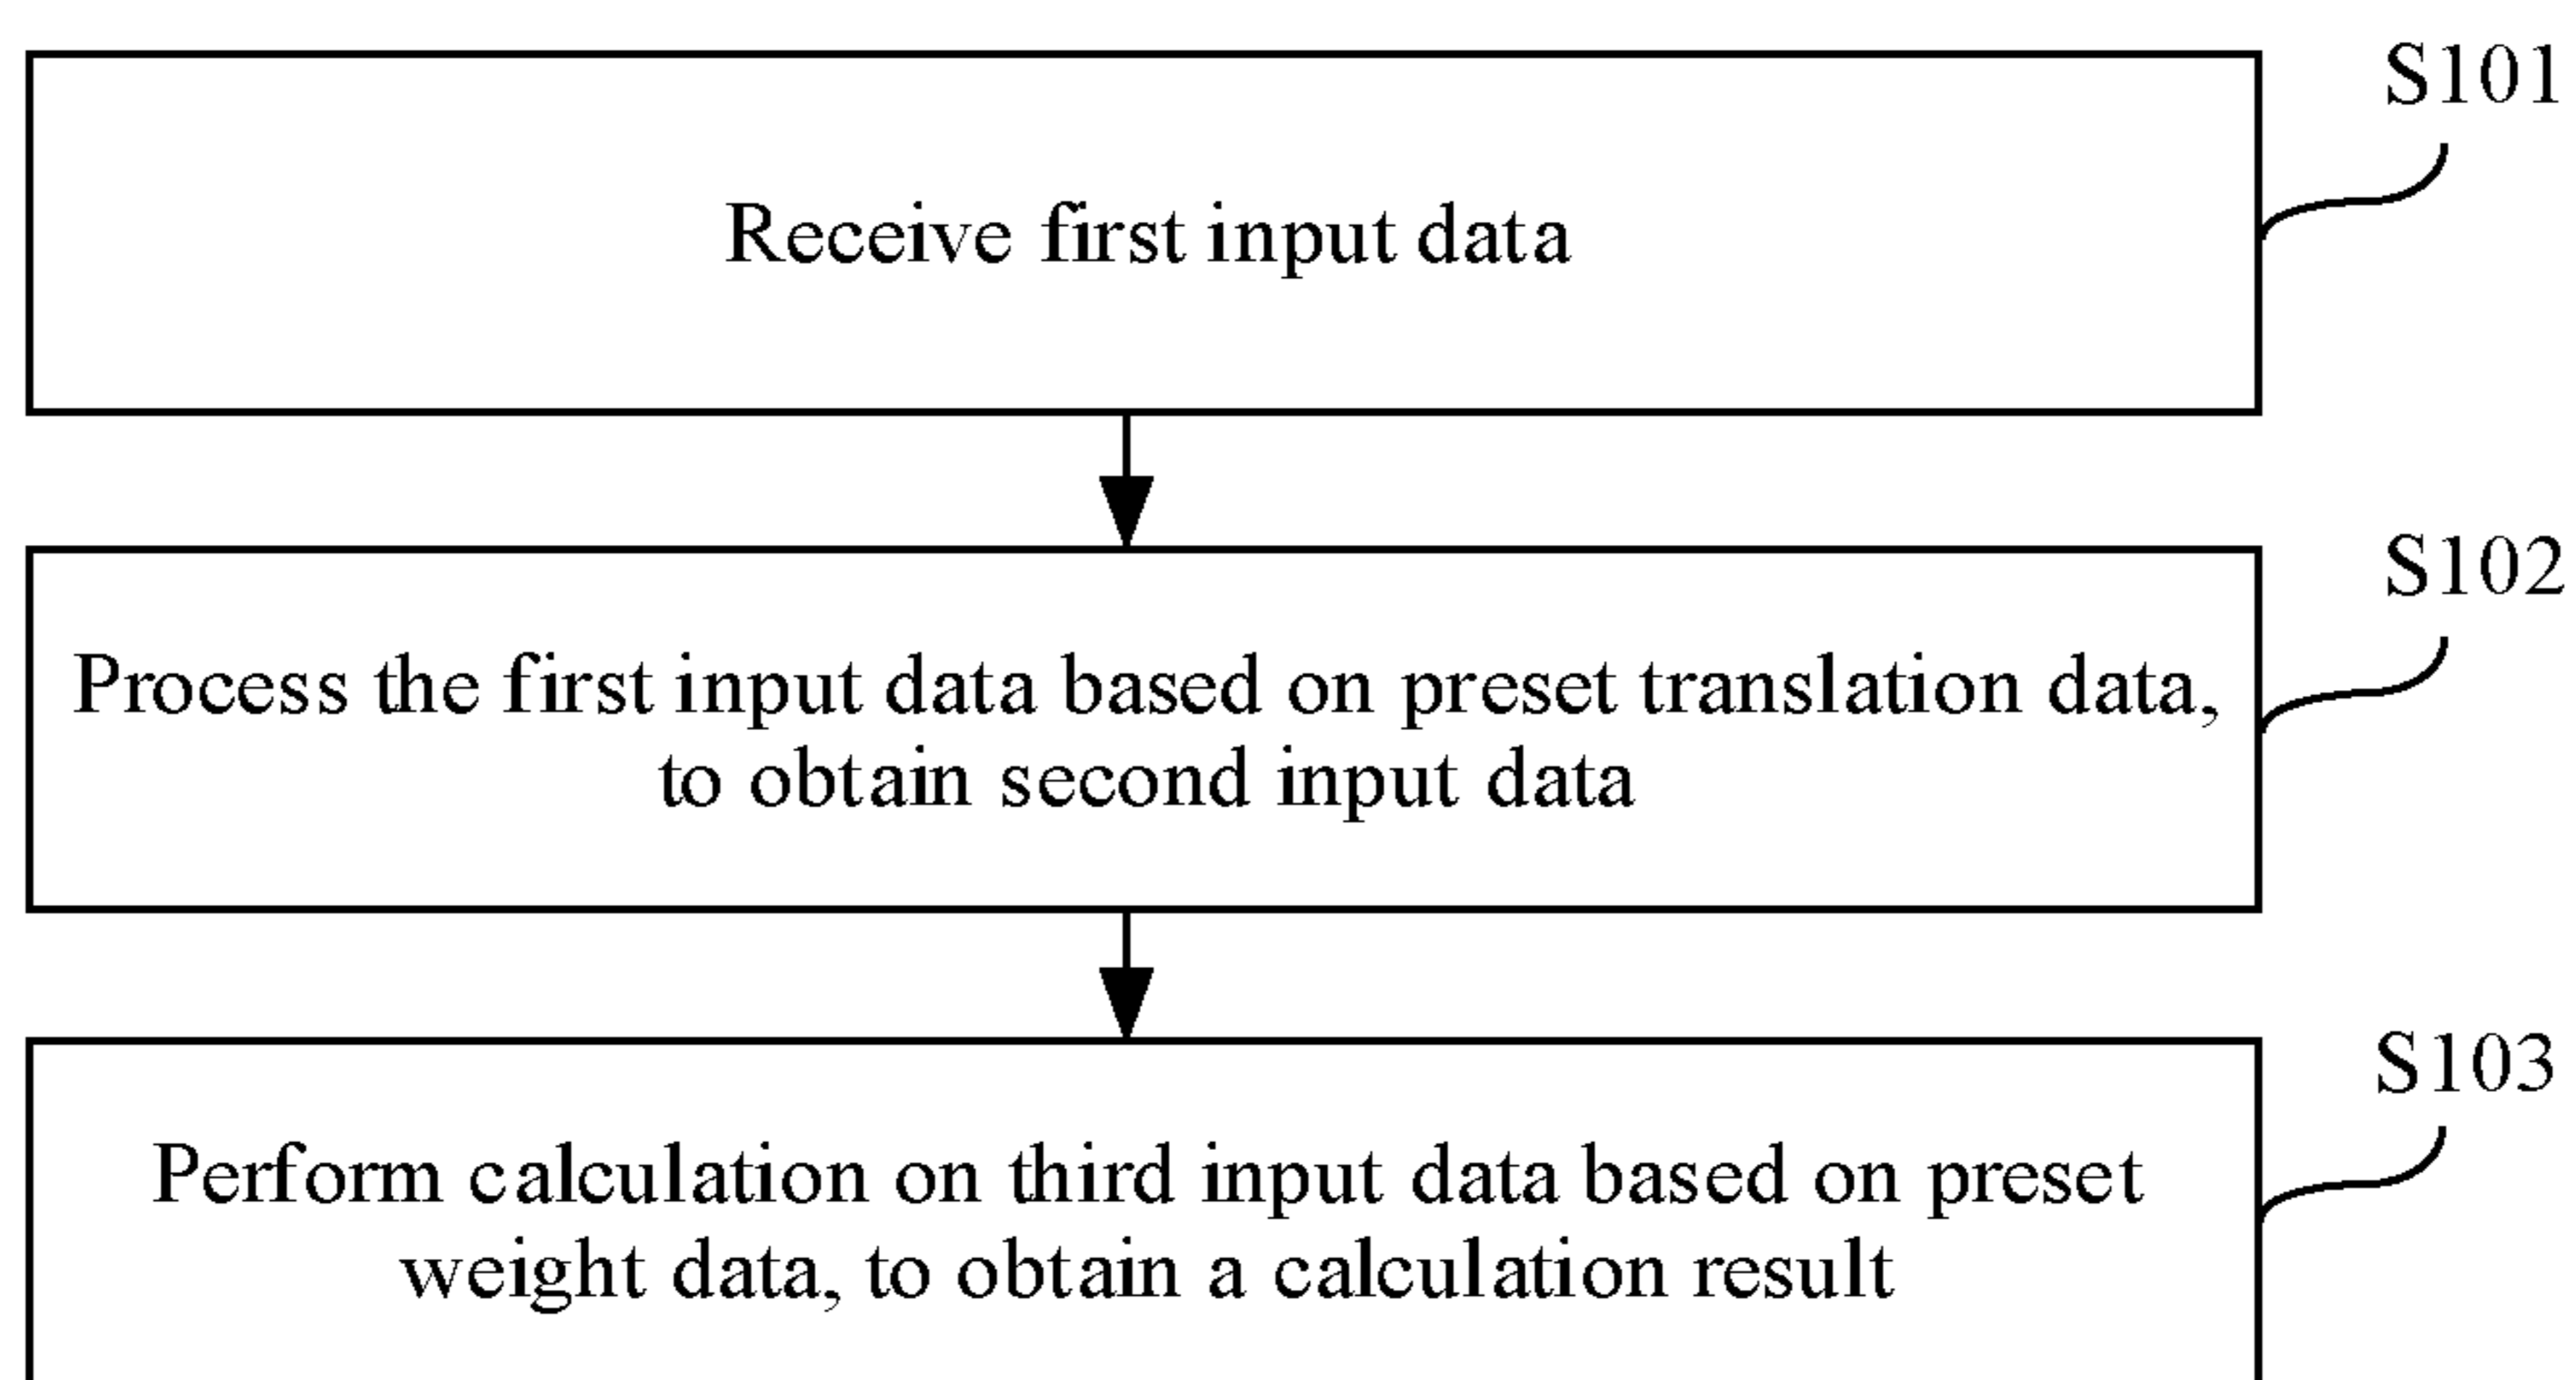 S101
Receive first input data
S102
Process the first input data based on preset translation data,
to obtain second input data
S103
Perform calculation on third input data based on preset
weight data, to obtain a calculation result